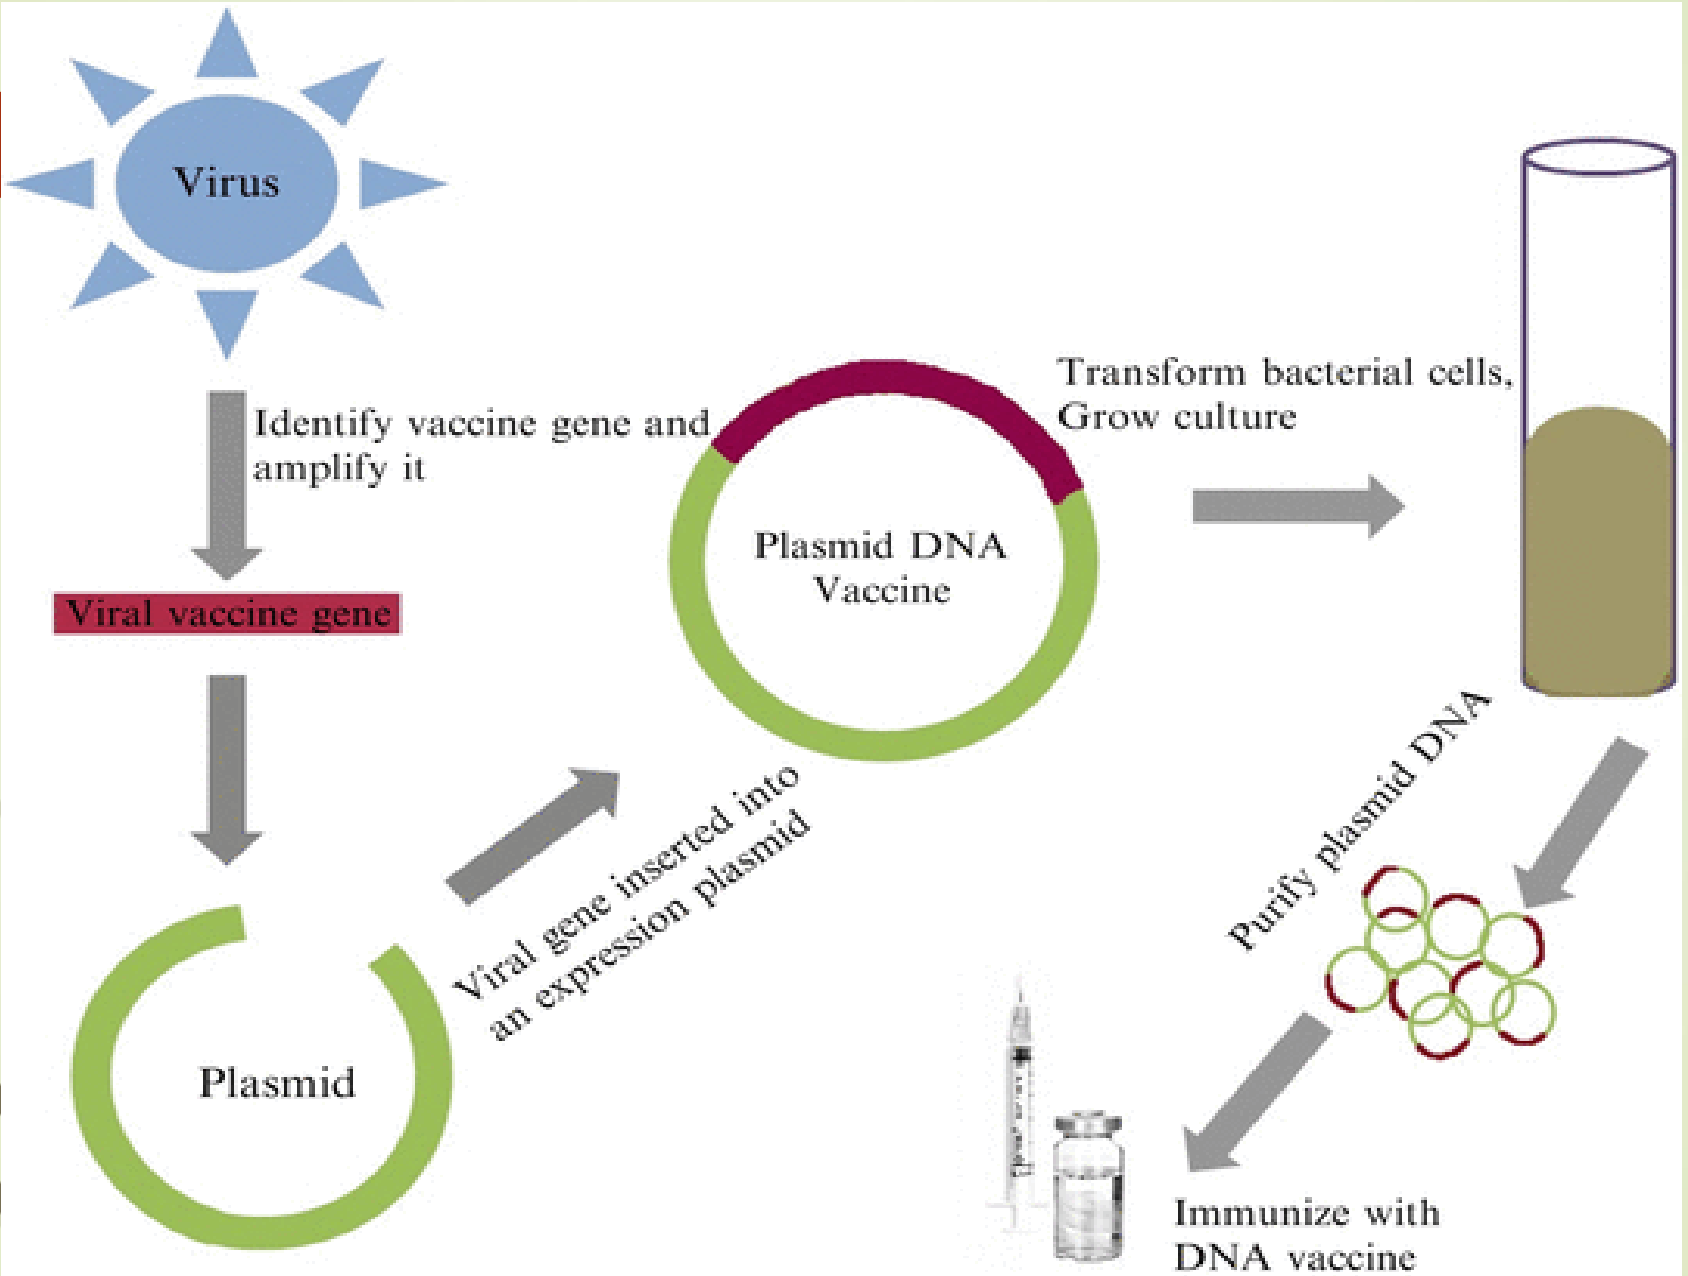 Virus
Identify vaccine gene and
amplify it
Viral vaccine gene
Plasmid
Viral gene inserted into
an expression plasmid
Plasmid DNA
Vaccine
Transform bacterial cells,
Grow culture
Purify plasmid DNA
Immunize with
DNA vaccine